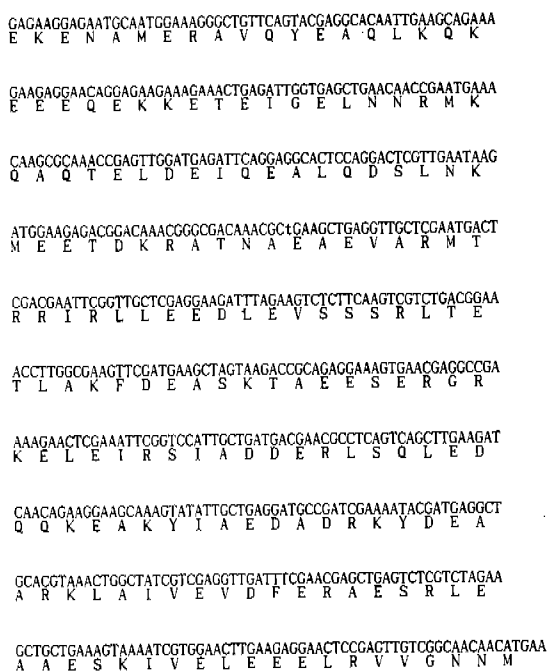 GAGAAGGAGAATGCAATGGAAAGGGCTGTTCAGTACGAGGCACAATTGAAGCAGAAA
E K E N A M E R A V Q Y E A Q L K Q K
GAAGAGGAACAGGAGAAGAAAGAAACTGAGATTGGTGAGCTGAACAACCGAATGAAA
E E E Q E K K E T E I G E L N N R M K
CAAGCGCAAACCGAGTTGGATGAGATTCAGGAGGCACTCCAGGACTCGTTGAATAAG
Q A Q T E L D E I Q E A L Q D S L N K
ATGGAAGAGACGGACAAACGGGCGACAAACGCtGAAGCTGAGGTTGCTCGAATGACT
M E E T D K R A T N A E A E V A R M T
CGACGAATTCGGTTGCTCGAGGAAGATTTAGAAGTCTCTTCAAGTCGTCTGACGGAA
R R I R L L E E D L E V S S S R L T E
ACCTTGGCGAAGTTCGATGAAGCTAGTAAGACCGCAGAGGAAAGTGAACGAGGCCGA
T L A K F D E A S K T A E E S E R G R
AAAGAACTCGAAATTCGGTCCATTGCTGATGACGAACGCCTCAGTCAGCTTGAAGAT
K E L E I R S I A D D E R L S Q L E D
CAACAGAAGGAAGCAAAGTATATTGCTGAGGATGCCGATCGAAAATACGATGAGGCT
Q Q K E A K Y I A E D A D R K Y D E A
GCACGTAAACTGGCTATCGTCGAGGTTGATTTCGAACGAGCTGAGTCTCGTCTAGAA
A R K L A I V E V D F E R A E S R L E
GCTGCTGAAAGTAAAATCGTGGAACTTGAAGAGGAACTCCGAGTTGTCGGCAACAACATGAA
A A E S K I V E L E E E L R V V G N N M